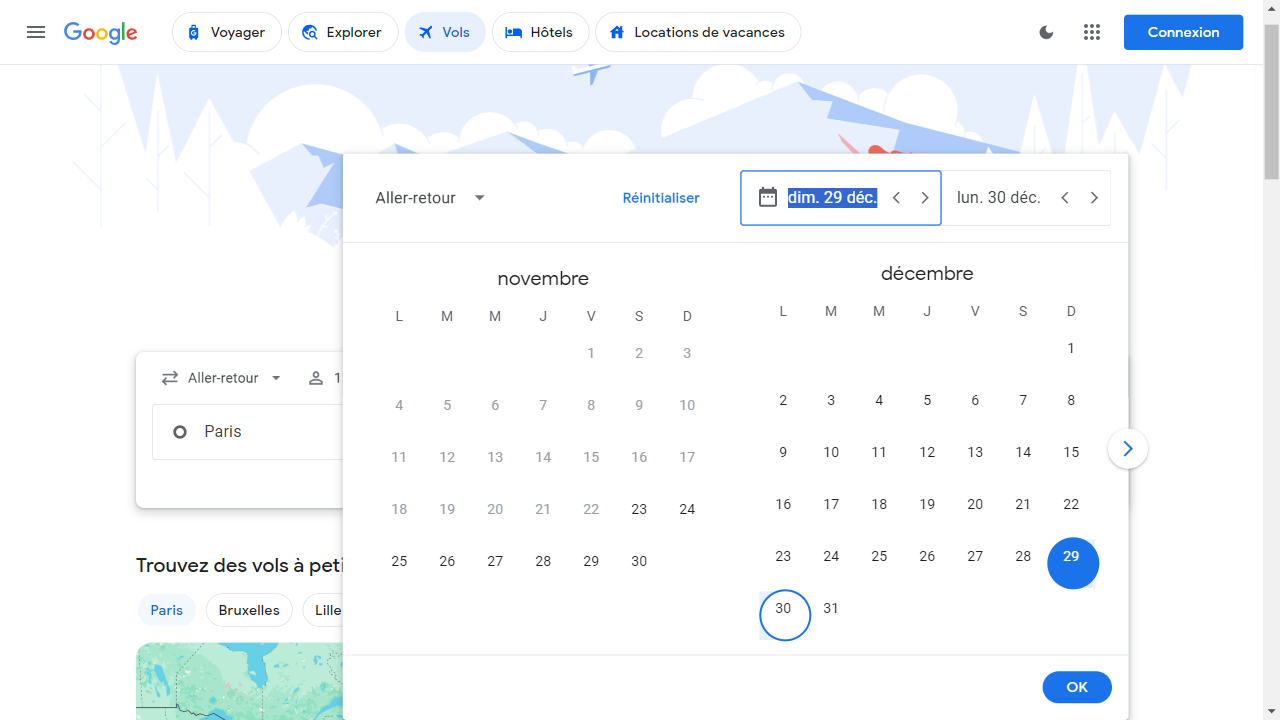 Google
Voyager
Explorer
Vols
Hôtels
Locations de vacances
Connexion
Aller-retour
Réinitialiser
dim. 29 déc.
lun. 30 déc.
novembre
L M M J V S D
1 2 3
4 5 6 7 8 9 10
11 12 13 14 15 16 17
18 19 20 21 22 23 24
25 26 27 28 29 30
décembre
L M M J V S D
1
2 3 4 5 6 7 8
9 10 11 12 13 14 15
16 17 18 19 20 21 22
23 24 25 26 27 28 29
30 31
OK
Aller-retour
1
Paris
Trouvez des vols à peti
Paris
Bruxelles
Lille